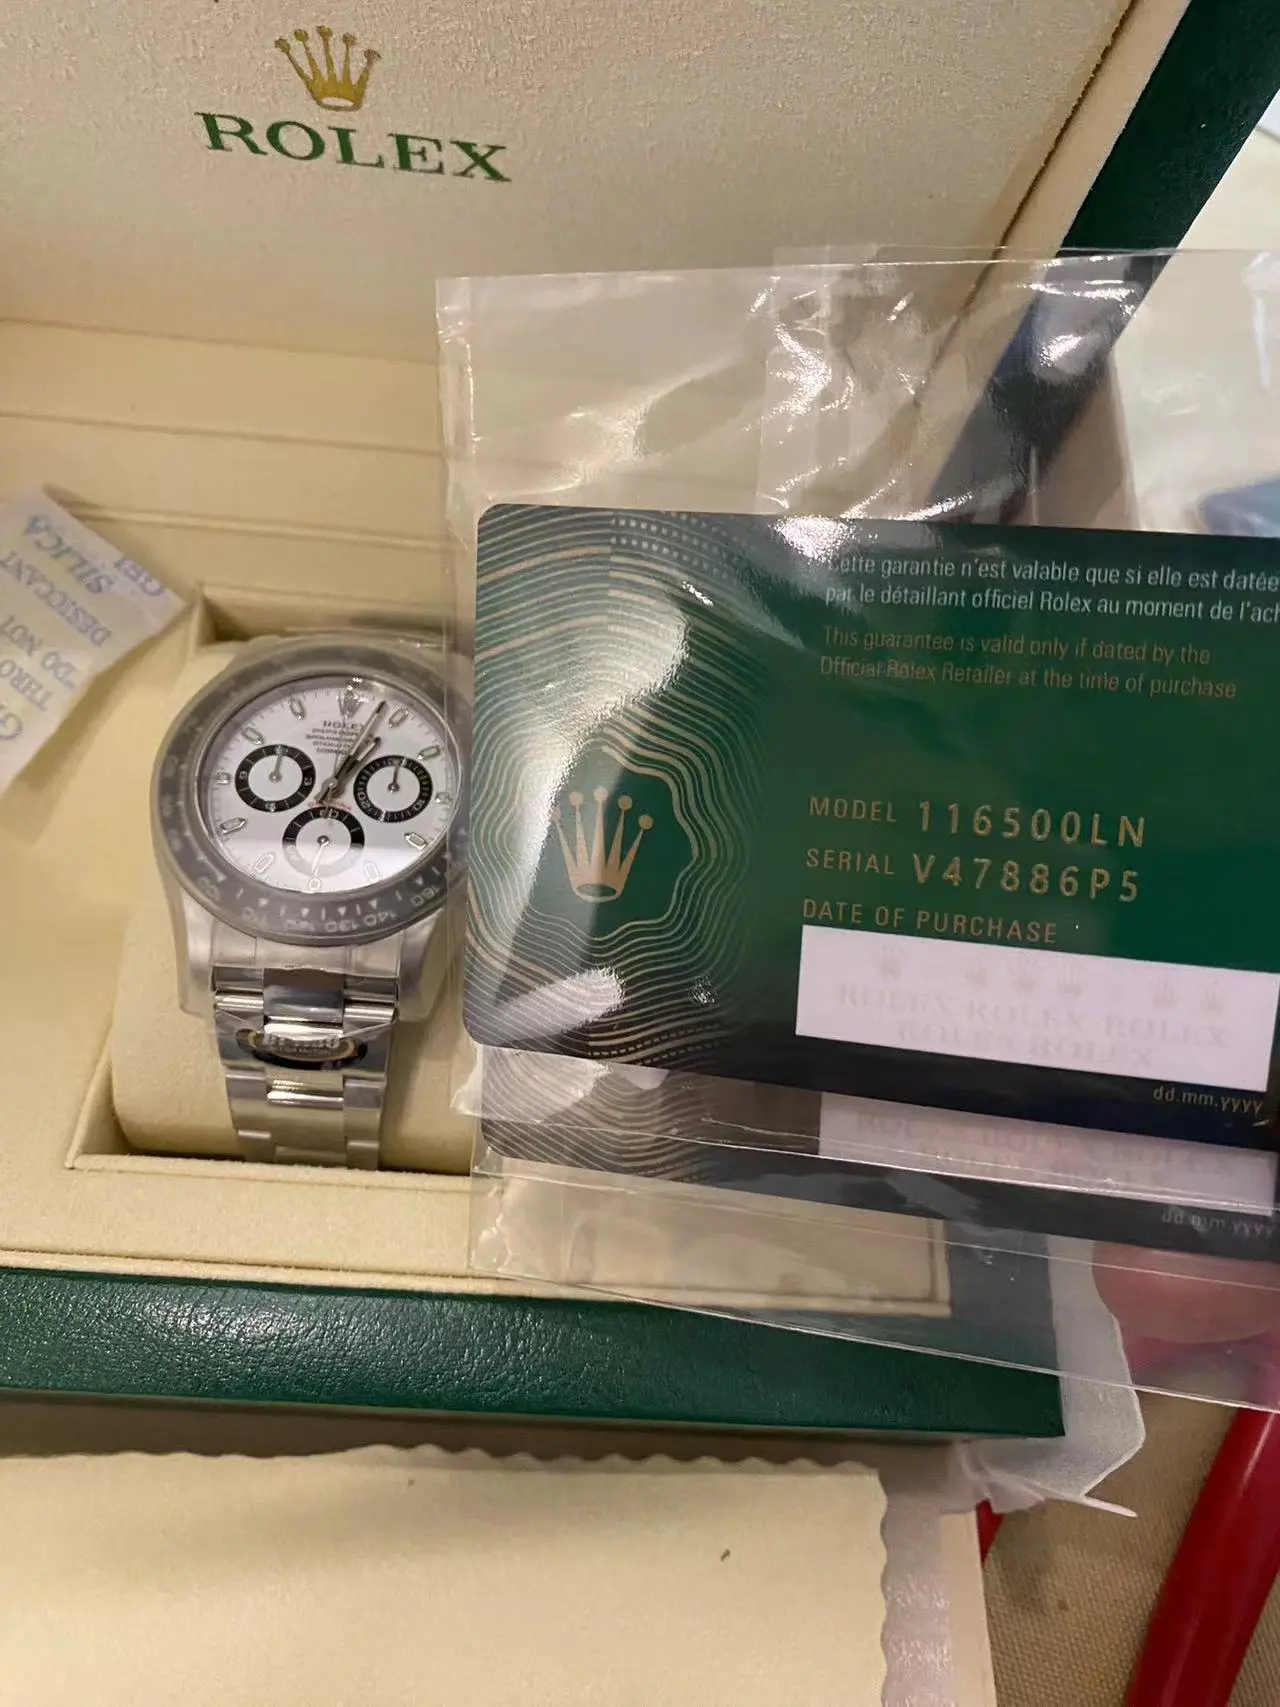 ROLEX
GEL
SILICA
DESICCANT
"DO NOT
THRO
Cette garantie n'est valable que si elle est datée
par le détaillant officiel Rolex au moment de l'ach
This guarantee is valid only if dated by the
Official Rolex Retailer at the time of purchase
MODEL 116500LN
SERIAL V47886P5
DATE OF PURCHASE
ROLEX ROLEX ROLEX
ROLEX ROLEX
dd.mm.yyyy
dd.mm.yyyy
ROLEX